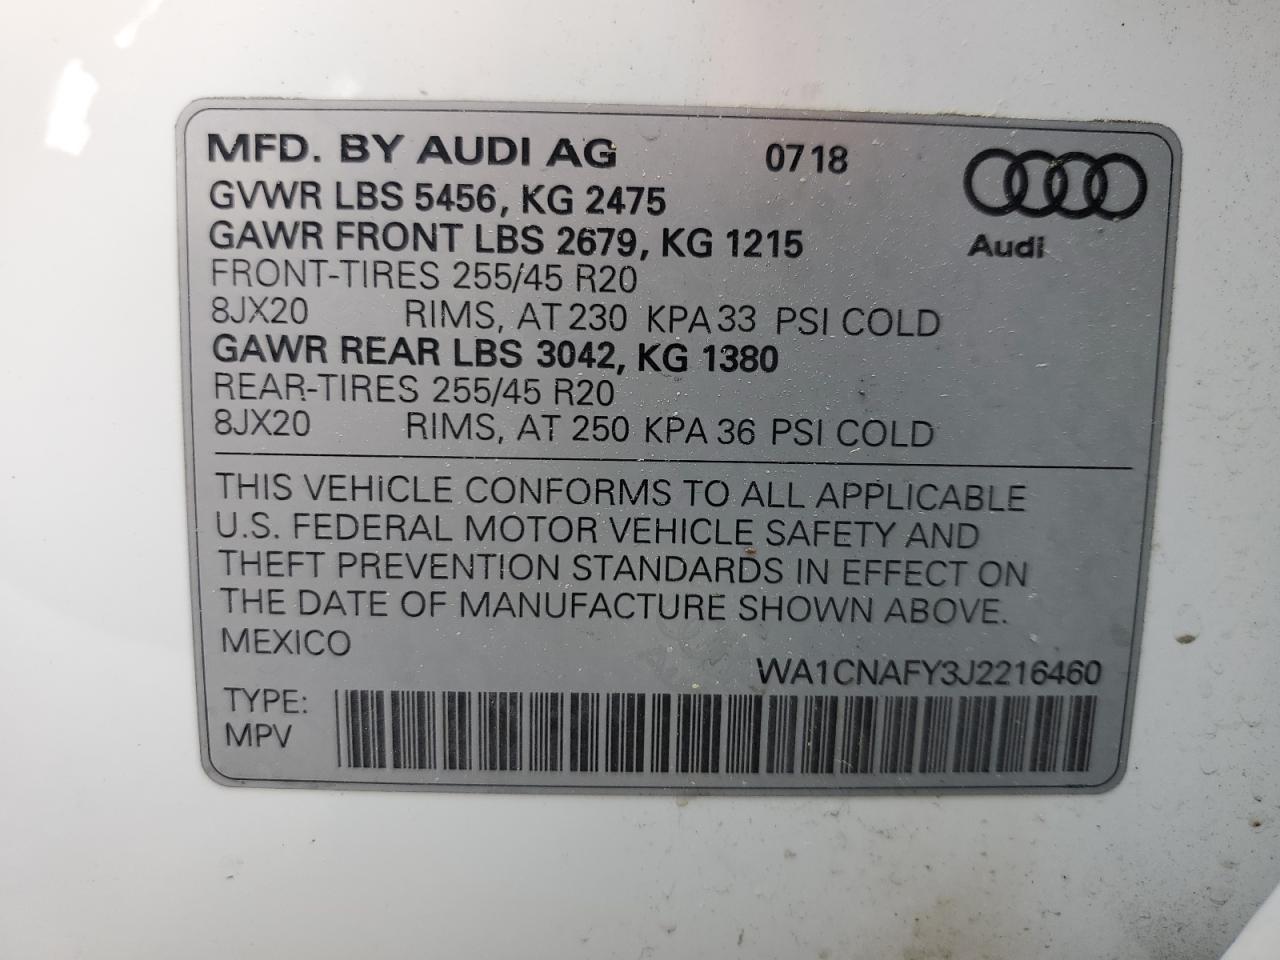 MFD. BY AUDI AG 0718
GVWR LBS 5456, KG 2475
GAWR FRONT LBS 2679, KG 1215
Audi
FRONT-TIRES 255/45 R20
8JX20 RIMS, AT 230 KPA 33 PSI COLD
GAWR REAR LBS 3042, KG 1380
REAR-TIRES 255/45 R20
8JX20 RIMS, AT 250 KPA 36 PSI COLD
THIS VEHICLE CONFORMS TO ALL APPLICABLE
U.S. FEDERAL MOTOR VEHICLE SAFETY AND
THEFT PREVENTION STANDARDS IN EFFECT ON
THE DATE OF MANUFACTURE SHOWN ABOVE.
MEXICO
WA1CNAFY3J2216460
TYPE:
MPV